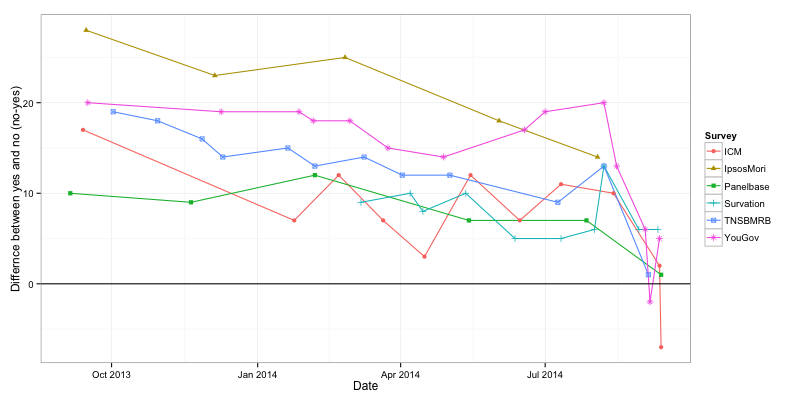 Differnce between yes and no (no-yes)
20
10
0
Oct 2013
Jan 2014
Apr 2014
Jul 2014
Date
Survey
ICM
IpsosMori
Panelbase
Survation
TNSBMRB
YouGov